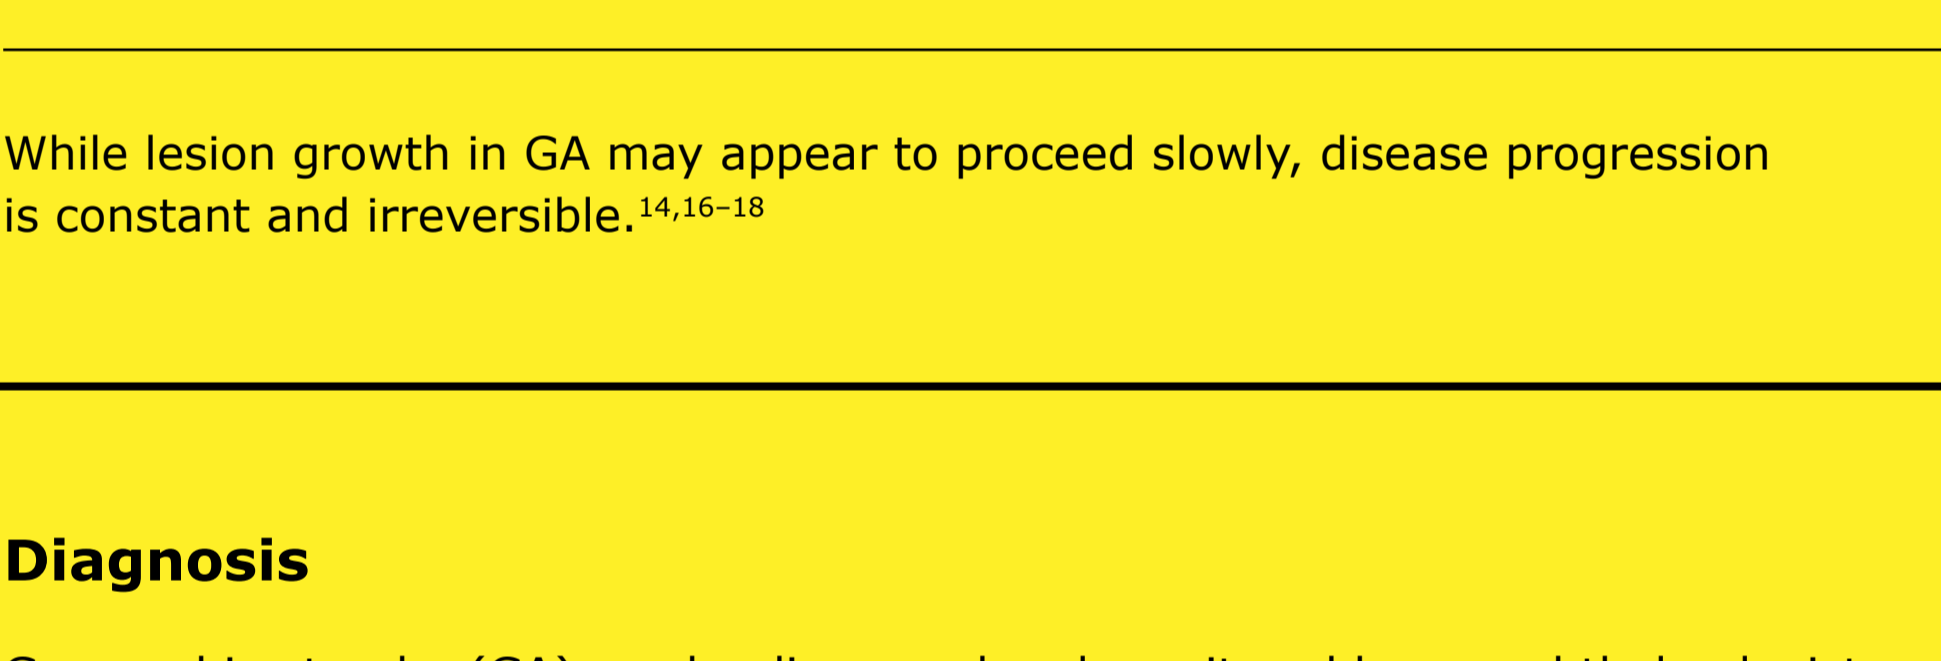 While lesion growth in GA may appear to proceed slowly, disease progression
is constant and irreversible.14,16–18
Diagnosis